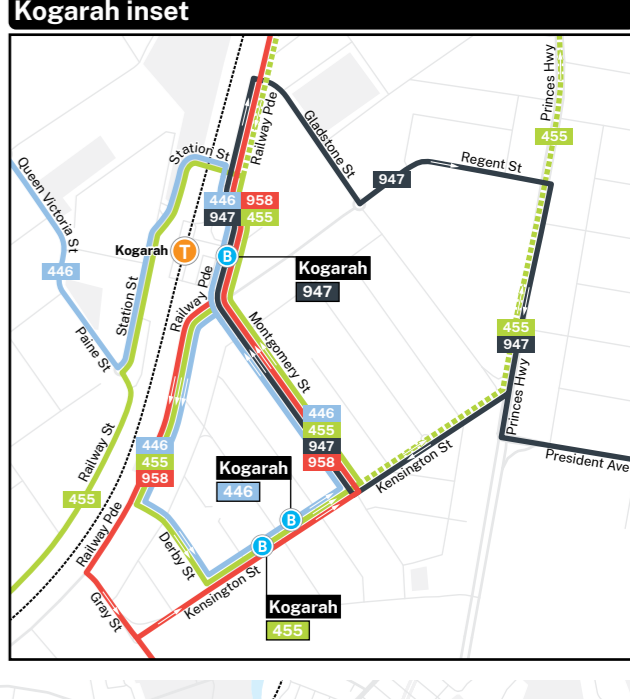 Kogarah inset
Princes Hwy
Railway Pde
Gladstone St
455
Station St
Regent St
Queen Victoria St
947
446 958
947 455
Kogarah
T
B
Kogarah
947
446
Station St
Railway Pde
Montgomery St
455
947
Paine St
Princes Hwy
446
455
947
958
Railway St
446
455
958
Kensington St
President Ave
Kogarah
446
455
B
Railway Pde
Derby St
B
Kensington St
Gray St
Kogarah
455